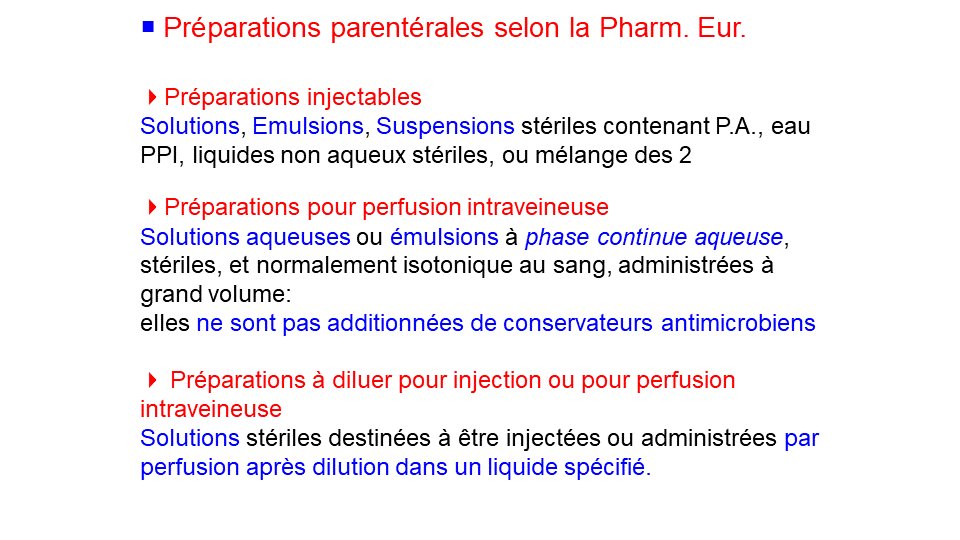 Préparations parentérales selon la Pharm. Eur.
Préparations injectables
Solutions, Emulsions, Suspensions stériles contenant P.A., eau
PPI, liquides non aqueux stériles, ou mélange des 2
Préparations pour perfusion intraveineuse
Solutions aqueuses ou émulsions à phase continue aqueuse,
stériles, et normalement isotonique au sang, administrées à
grand volume:
elles ne sont pas additionnées de conservateurs antimicrobiens
Préparations à diluer pour injection ou pour perfusion
intraveineuse
Solutions stériles destinées à être injectées ou administrées par
perfusion après dilution dans un liquide spécifié.